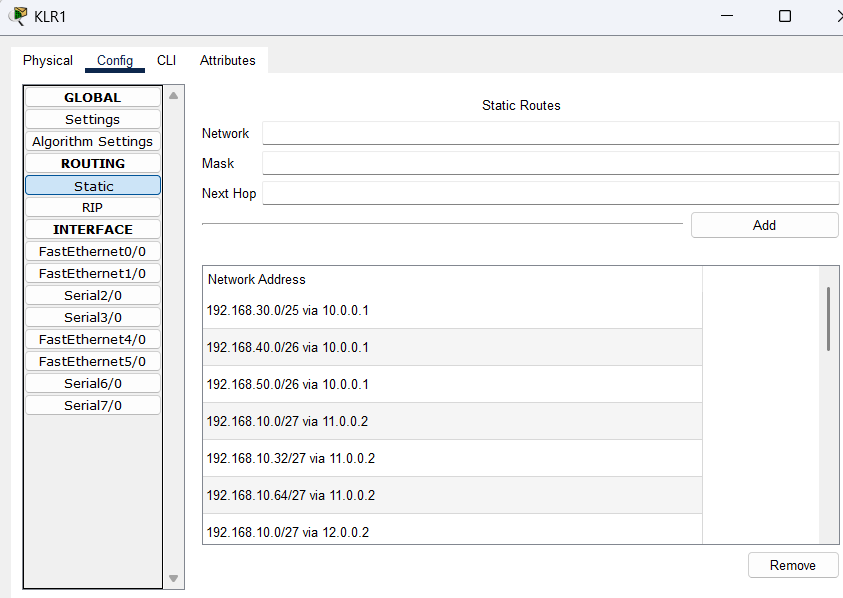 KLR1
Physical Config CLI Attributes
GLOBAL
Settings
Algorithm Settings
ROUTING
Static
RIP
INTERFACE
FastEthernet0/0
FastEthernet1/0
Serial2/0
Serial3/0
FastEthernet4/0
FastEthernet5/0
Serial6/0
Serial7/0
Static Routes
Network
Mask
Next Hop
Add
Network Address
192.168.30.0/25 via 10.0.0.1
192.168.40.0/26 via 10.0.0.1
192.168.50.0/26 via 10.0.0.1
192.168.10.0/27 via 11.0.0.2
192.168.10.32/27 via 11.0.0.2
192.168.10.64/27 via 11.0.0.2
192.168.10.0/27 via 12.0.0.2
Remove